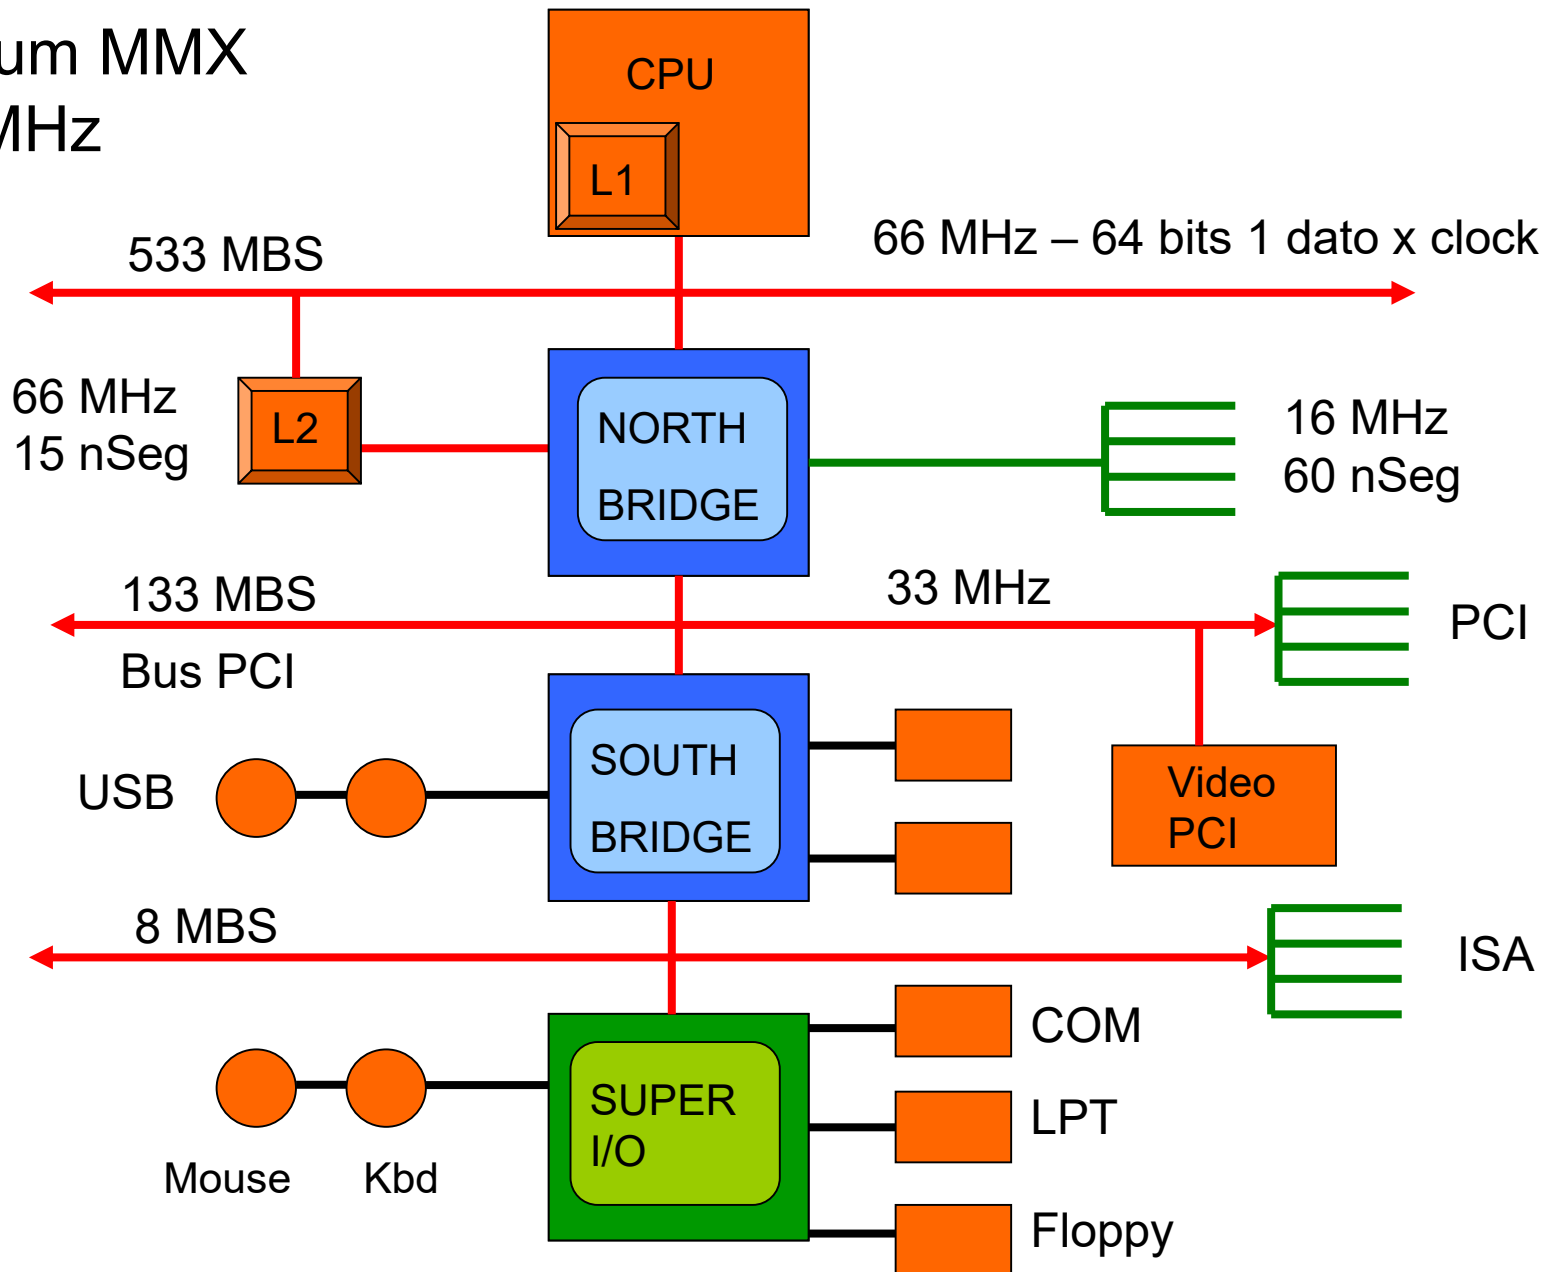 um MMX
MHz
CPU
L1
533 MBS
66 MHz – 64 bits 1 dato x clock
66 MHz
15 nSeg
L2
NORTH
BRIDGE
16 MHz
60 nSeg
133 MBS
33 MHz
Bus PCI
PCI
SOUTH
BRIDGE
USB
Video
PCI
8 MBS
ISA
SUPER
I/O
COM
LPT
Floppy
Mouse
Kbd